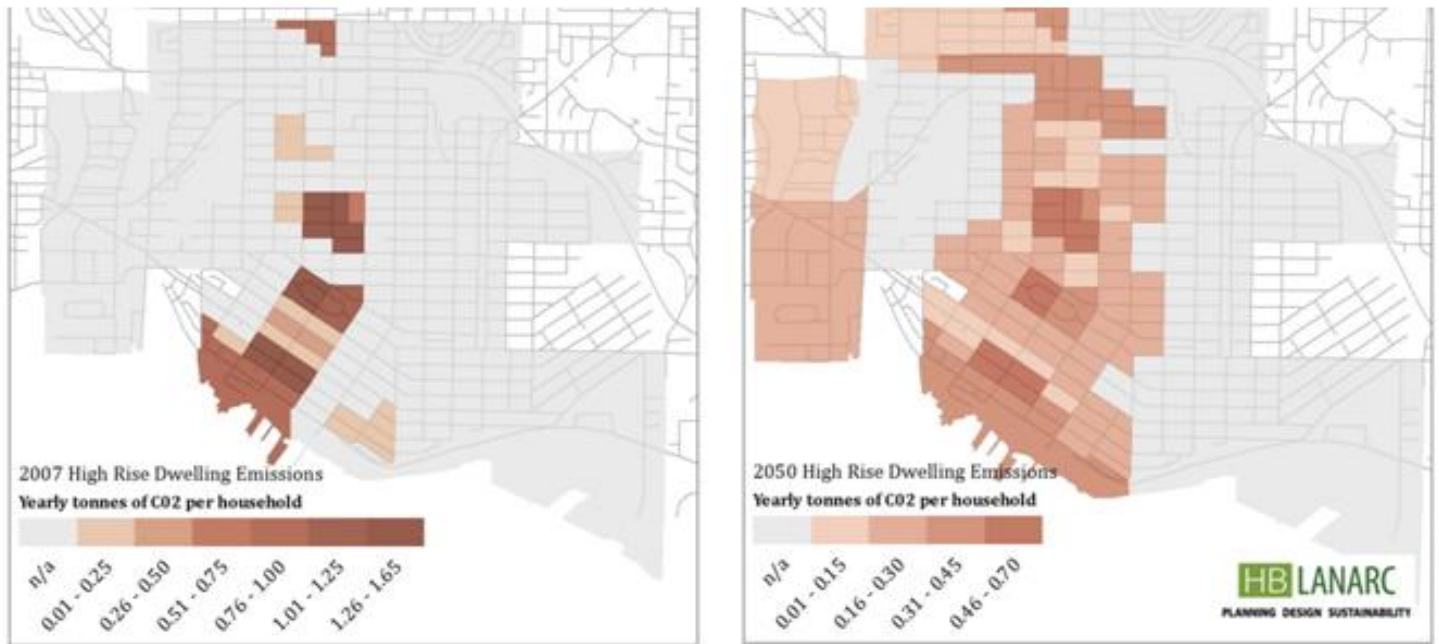 2007 High Rise Dwelling Emissions
Yearly tonnes of C02 per household
n/a
0.01 - 0.25
0.26 - 0.50
0.51 - 0.75
0.76 - 1.00
1.01 - 1.25
1.26 - 1.65
2050 High Rise Dwelling Emissions
Yearly tonnes of C02 per household
n/a
0.01 - 0.15
0.16 - 0.30
0.31 - 0.45
0.46 - 0.70
HB LANARC
PLANNING DESIGN SUSTAINABILITY